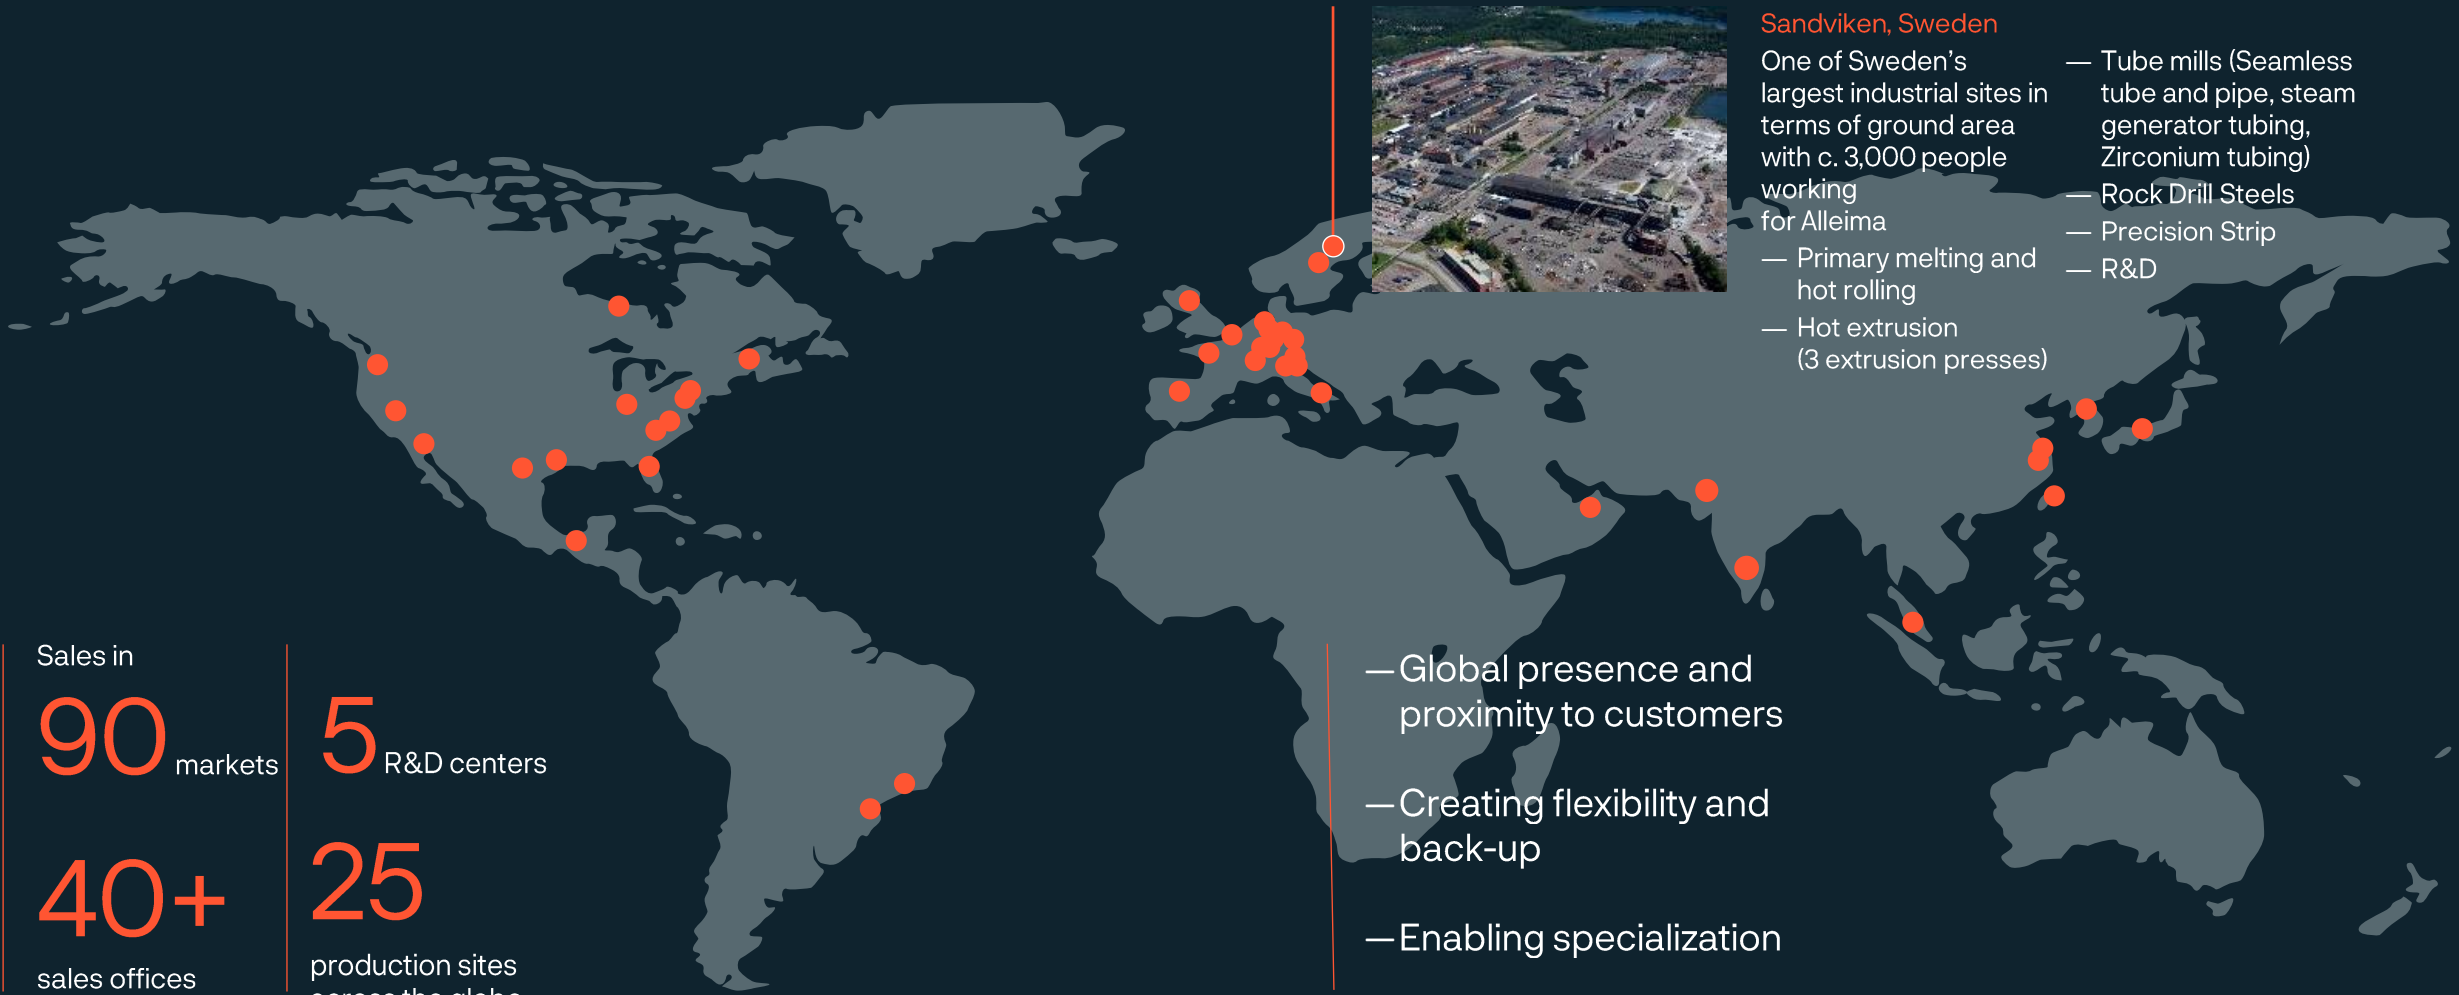 Sandviken, Sweden
One of Sweden's
largest industrial sites in
terms of ground area
with c. 3,000 people
working
for Alleima
— Primary melting and
hot rolling
— Hot extrusion
(3 extrusion presses)
— Tube mills (Seamless
tube and pipe, steam
generator tubing,
Zirconium tubing)
— Rock Drill Steels
— Precision Strip
— R&D
Sales in
90 markets
40+
sales offices
5 R&D centers
25
production sites
across the globe
— Global presence and
proximity to customers
— Creating flexibility and
back-up
— Enabling specialization